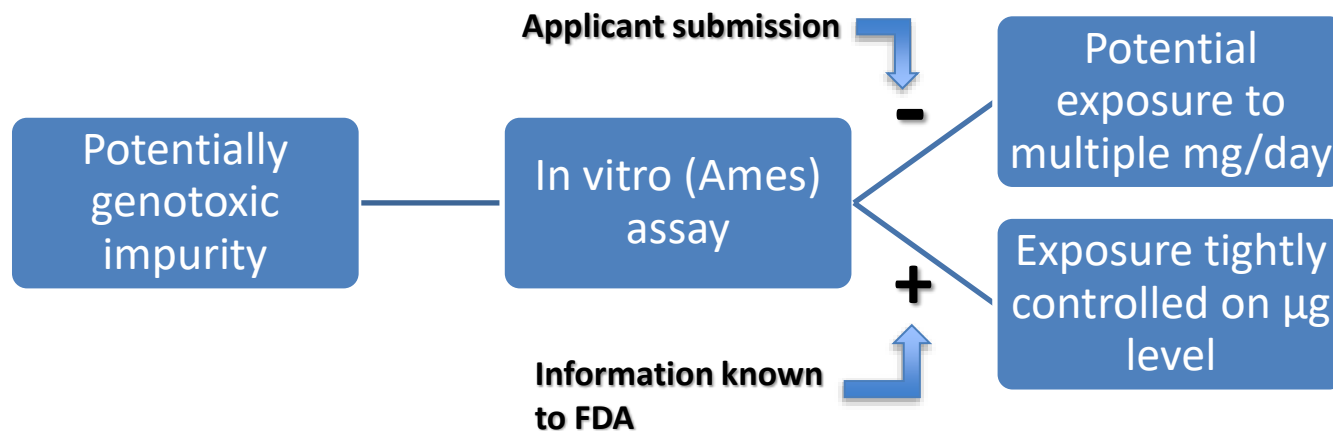 Applicant submission
Potential
exposure to
multiple mg/day
-
Potentially
genotoxic
impurity
In vitro (Ames)
assay
+
Exposure tightly
controlled on µg
level
Information known
to FDA